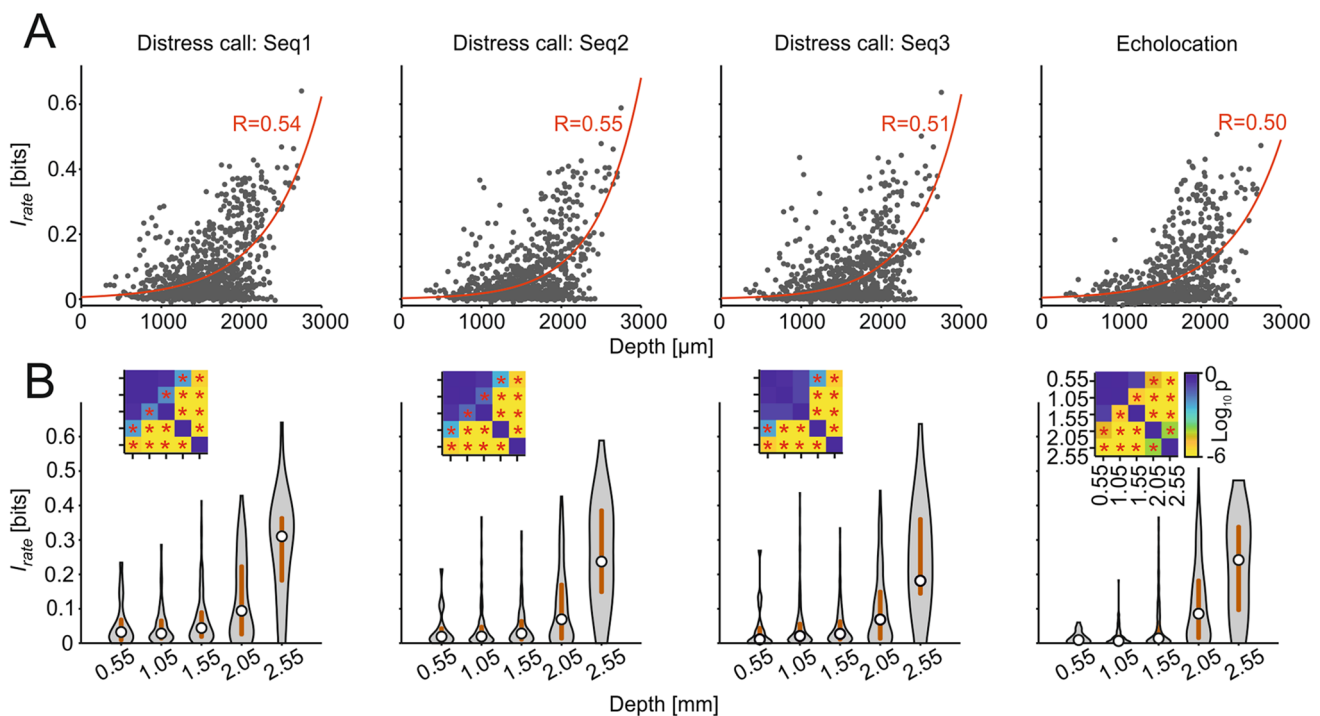 A
Distress call: Seq1
Distress call: Seq2
Distress call: Seq3
Echolocation
I_rate [bits]
0.6
0.4
0.2
0
R=0.54
R=0.55
R=0.51
R=0.50
0 1000 2000 3000
0 1000 2000 3000
0 1000 2000 3000
0 1000 2000 3000
Depth [µm]
B
* *
* * *
* * *
* * * *
* * * *
* *
* * *
* * *
* * * *
* * * *
* *
* *
* *
* * * *
* * * *
0.55 * *
1.05 * * *
1.55 * * *
2.05 * * * *
2.55 * * * *
0.55 1.05 1.55 2.05 2.55
0
- Log10 p
-6
I_rate [bits]
0.6
0.5
0.4
0.3
0.2
0.1
0
0.55 1.05 1.55 2.05 2.55
0.55 1.05 1.55 2.05 2.55
0.55 1.05 1.55 2.05 2.55
0.55 1.05 1.55 2.05 2.55
Depth [mm]